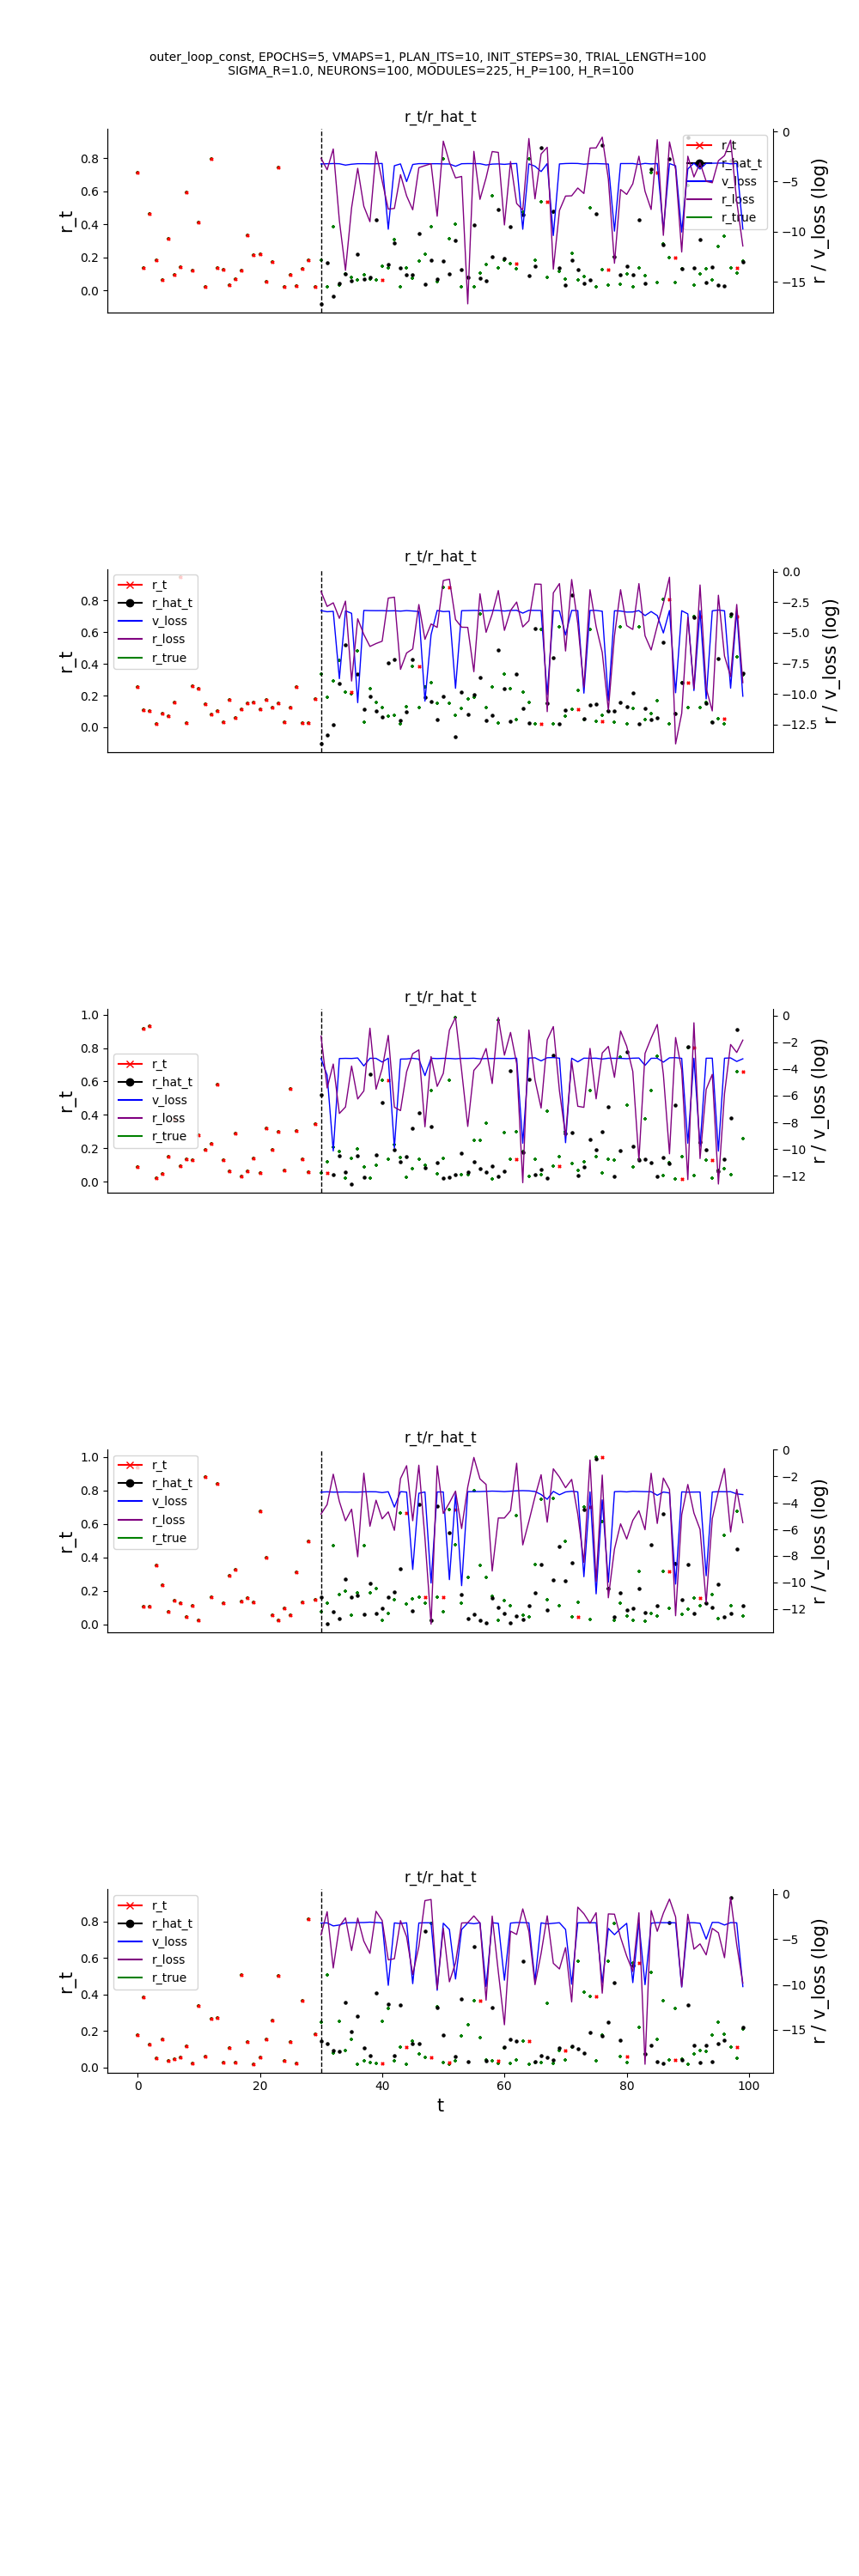 outer_loop_const, EPOCHS=5, VMAPS=1, PLAN_ITS=10, INIT_STEPS=30, TRIAL_LENGTH=100
SIGMA_R=1.0, NEURONS=100, MODULES=225, H_P=100, H_R=100
r_t/r_hat_t
r_t
0.8
0.6
0.4
0.2
0.0
r_t
r_hat_t
v_loss
r_loss
r_true
0
−5
−10
−15
r / v_loss (log)
r_t/r_hat_t
r_t
0.8
0.6
0.4
0.2
0.0
r_t
r_hat_t
v_loss
r_loss
r_true
0.0
−2.5
−5.0
−7.5
−10.0
−12.5
r / v_loss (log)
r_t/r_hat_t
r_t
1.0
0.8
0.6
0.4
0.2
0.0
r_t
r_hat_t
v_loss
r_loss
r_true
0
−2
−4
−6
−8
−10
−12
r / v_loss (log)
r_t/r_hat_t
r_t
1.0
0.8
0.6
0.4
0.2
0.0
r_t
r_hat_t
v_loss
r_loss
r_true
0
−2
−4
−6
−8
−10
−12
r / v_loss (log)
r_t/r_hat_t
r_t
0.8
0.6
0.4
0.2
0.0
r_t
r_hat_t
v_loss
r_loss
r_true
0
−5
−10
−15
r / v_loss (log)
0
20
40
60
80
100
t